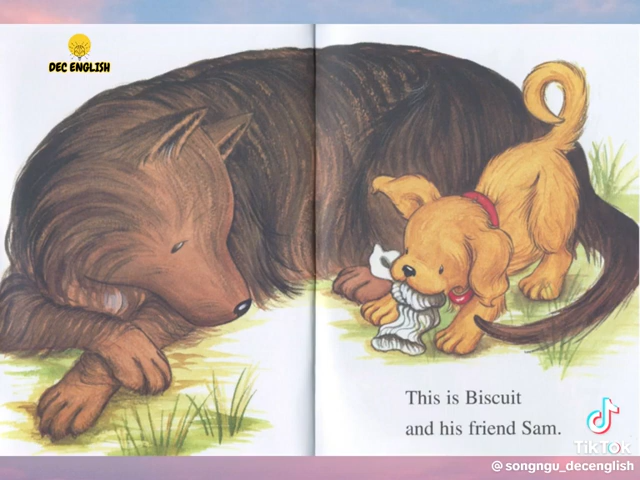 DEC ENGLISH
This is Biscuit
and his friend Sam.
TikTok
@songngu_decenglish